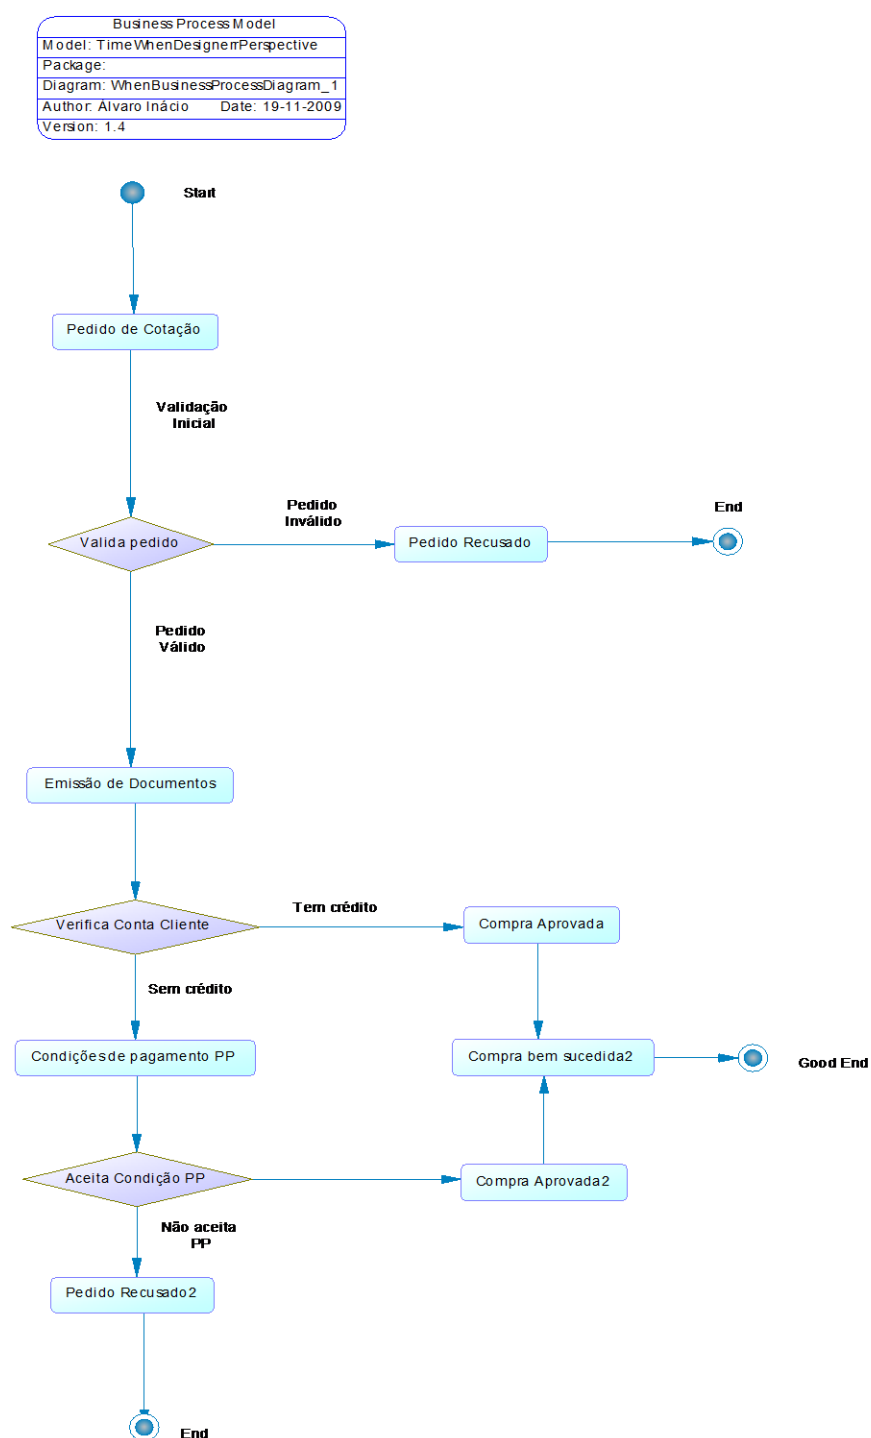 Business Process Model
Model: TimeWhenDesignerrPerspective
Package:
Diagram: WhenBusinessProcessDiagram_1
Author: Álvaro Inácio Date: 19-11-2009
Version: 1.4
Start
Pedido de Cotação
Validação
Inicial
Pedido
Inválido
End
Valida pedido
Pedido Recusado
Pedido
Válido
Emissão de Documentos
Tem crédito
Verifica Conta Cliente
Compra Aprovada
Sem crédito
Condições de pagamento PP
Compra bem sucedida2
Good End
Aceita Condição PP
Compra Aprovada2
Não aceita
PP
Pedido Recusado2
End